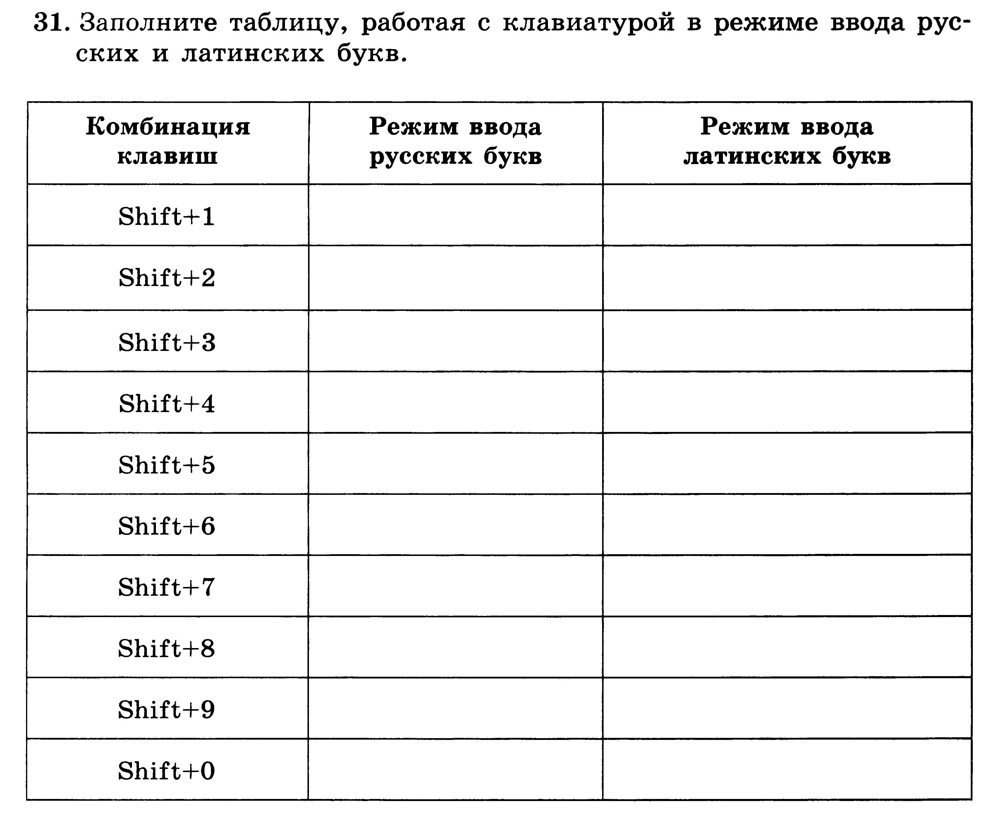 31. Заполните таблицу, работая с клавиатурой в режиме ввода рус-
ских и латинских букв.
Комбинация клавиш
Режим ввода русских букв
Режим ввода латинских букв
Shift+1
Shift+2
Shift+3
Shift+4
Shift+5
Shift+6
Shift+7
Shift+8
Shift+9
Shift+0